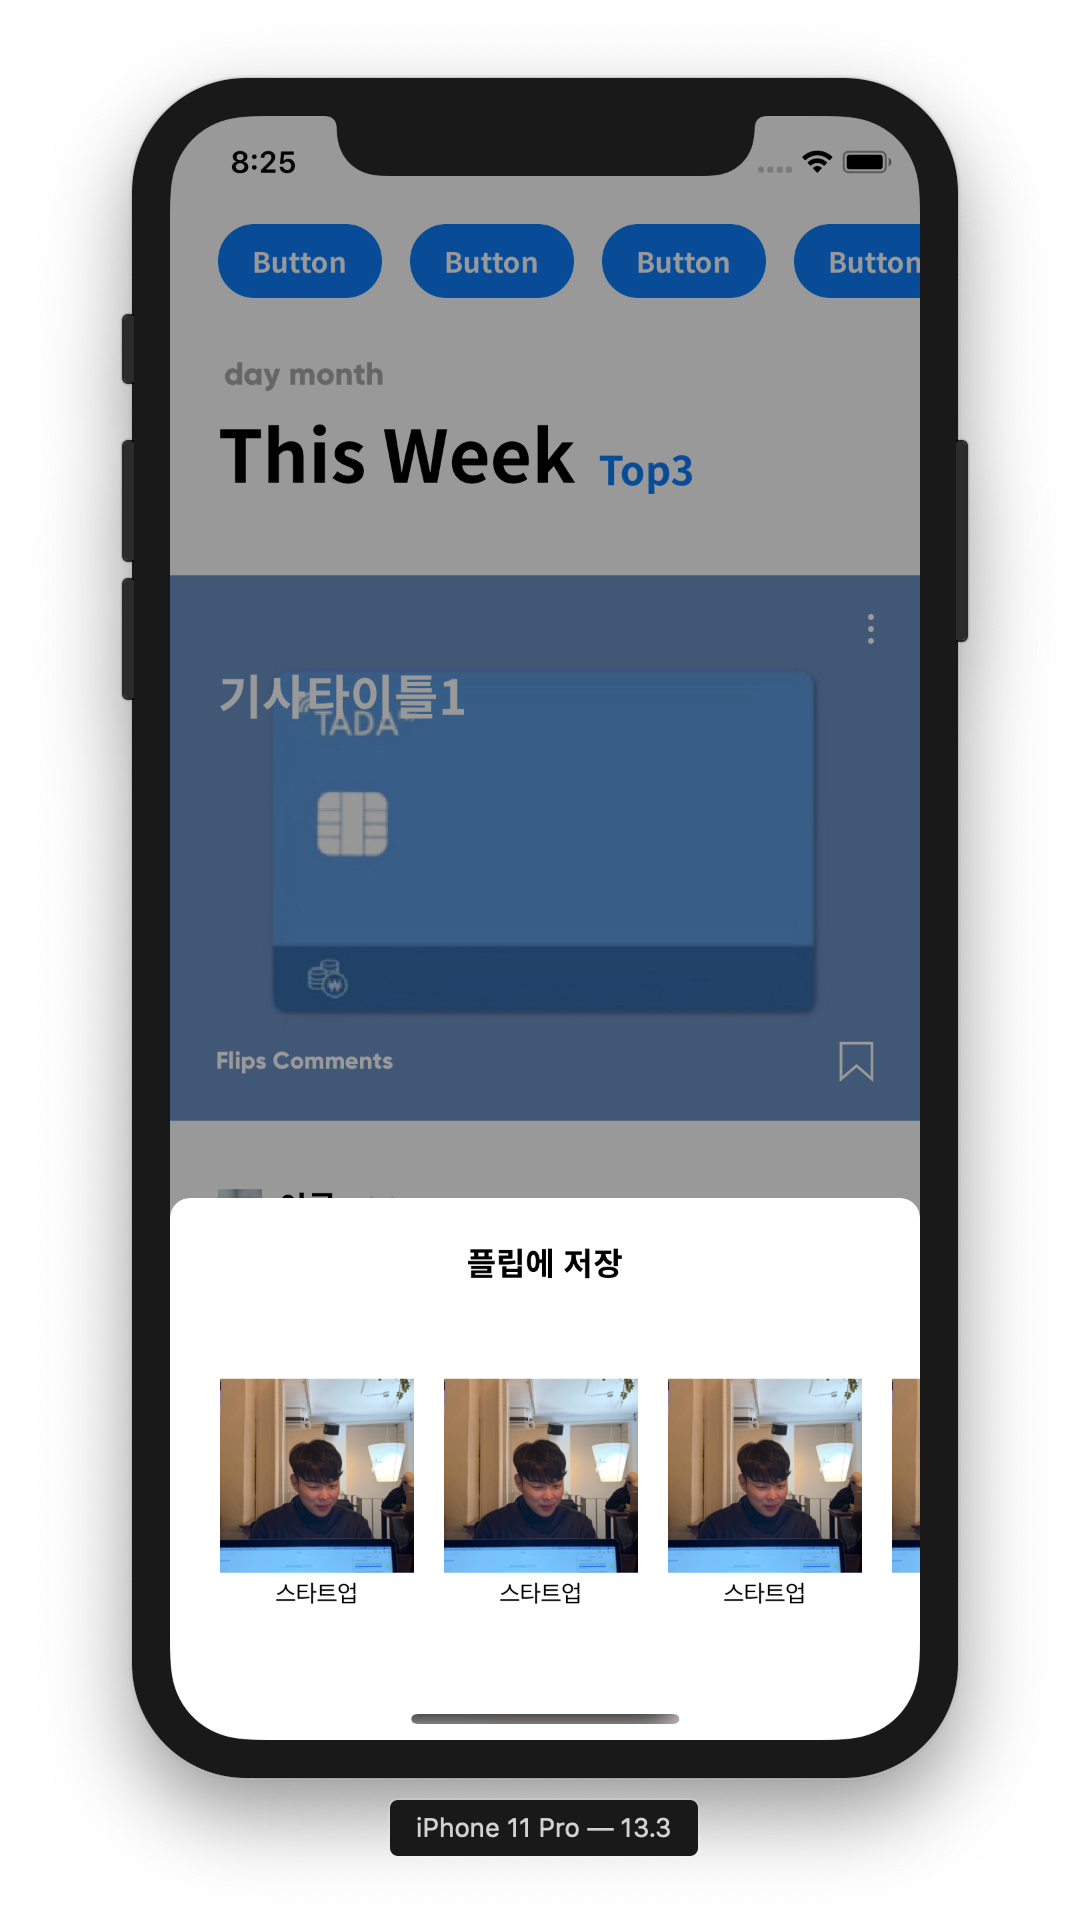 8:25
Button Button Button Button
day month
This Week Top3
기사타이틀1
TADA
Flips Comments
플립에 저장
스타트업 스타트업 스타트업
iPhone 11 Pro — 13.3